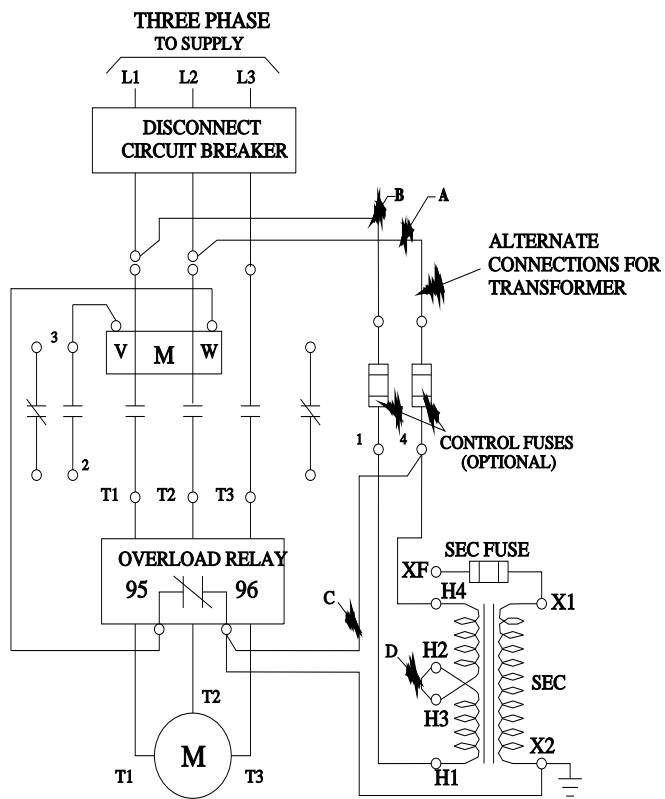 THREE PHASE
TO SUPPLY
L1 L2 L3
DISCONNECT
CIRCUIT BREAKER
B A
ALTERNATE
CONNECTIONS FOR
TRANSFORMER
3 V M W
1 4
CONTROL FUSES
(OPTIONAL)
2
T1 T2 T3
OVERLOAD RELAY
95 96
SEC FUSE
XF
H4 X1
C
D H2
SEC
H3
T2
M
T1 T3
X2
H1